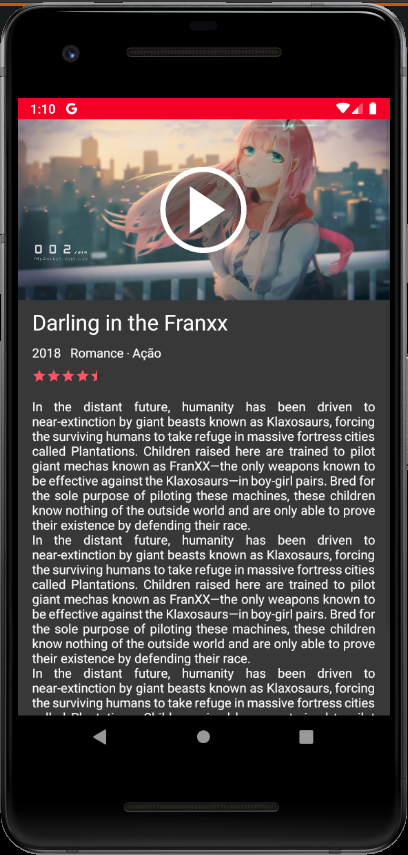 1:10 G
002
Darling in the Franxx
2018 Romance · Ação
In the distant future, humanity has been driven to
near-extinction by giant beasts known as Klaxosaurs, forcing
the surviving humans to take refuge in massive fortress cities
called Plantations. Children raised here are trained to pilot
giant mechas known as FranXX—the only weapons known to
be effective against the Klaxosaurs—in boy-girl pairs. Bred for
the sole purpose of piloting these machines, these children
know nothing of the outside world and are only able to prove
their existence by defending their race.
In the distant future, humanity has been driven to
near-extinction by giant beasts known as Klaxosaurs, forcing
the surviving humans to take refuge in massive fortress cities
called Plantations. Children raised here are trained to pilot
giant mechas known as FranXX—the only weapons known to
be effective against the Klaxosaurs—in boy-girl pairs. Bred for
the sole purpose of piloting these machines, these children
know nothing of the outside world and are only able to prove
their existence by defending their race.
In the distant future, humanity has been driven to
near-extinction by giant beasts known as Klaxosaurs, forcing
the surviving humans to take refuge in massive fortress cities